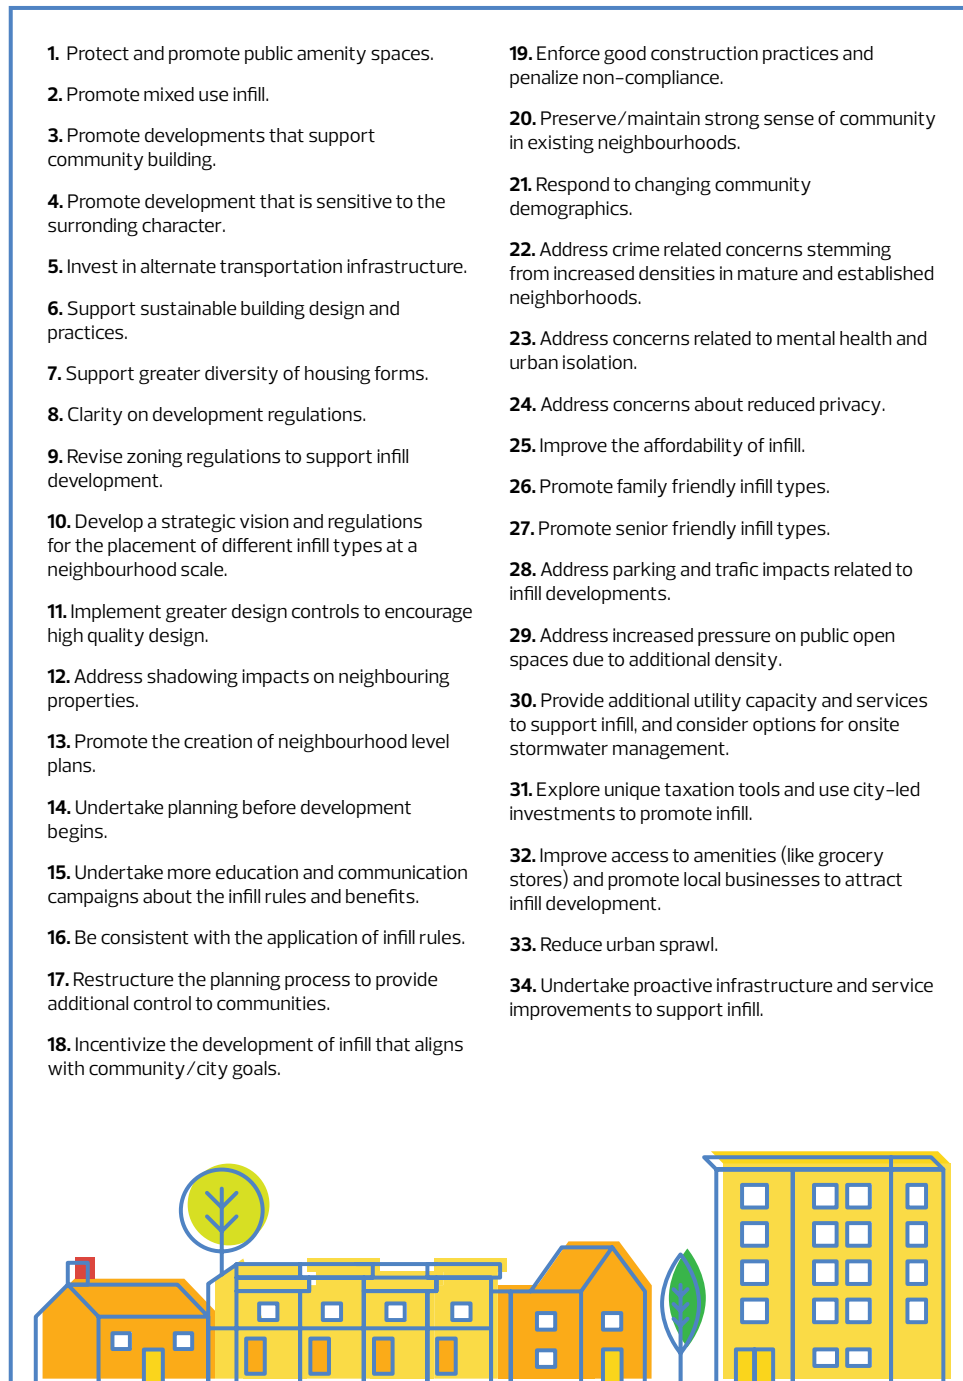 1. Protect and promote public amenity spaces.
2. Promote mixed use infill.
3. Promote developments that support
community building.
4. Promote development that is sensitive to the
surronding character.
5. Invest in alternate transportation infrastructure.
6. Support sustainable building design and
practices.
7. Support greater diversity of housing forms.
8. Clarity on development regulations.
9. Revise zoning regulations to support infill
development.
10. Develop a strategic vision and regulations
for the placement of different infill types at a
neighbourhood scale.
11. Implement greater design controls to encourage
high quality design.
12. Address shadowing impacts on neighbouring
properties.
13. Promote the creation of neighbourhood level
plans.
14. Undertake planning before development
begins.
15. Undertake more education and communication
campaigns about the infill rules and benefits.
16. Be consistent with the application of infill rules.
17. Restructure the planning process to provide
additional control to communities.
18. Incentivize the development of infill that aligns
with community/city goals.
19. Enforce good construction practices and
penalize non-compliance.
20. Preserve/maintain strong sense of community
in existing neighbourhoods.
21. Respond to changing community
demographics.
22. Address crime related concerns stemming
from increased densities in mature and established
neighborhoods.
23. Address concerns related to mental health and
urban isolation.
24. Address concerns about reduced privacy.
25. Improve the affordability of infill.
26. Promote family friendly infill types.
27. Promote senior friendly infill types.
28. Address parking and trafic impacts related to
infill developments.
29. Address increased pressure on public open
spaces due to additional density.
30. Provide additional utility capacity and services
to support infill, and consider options for onsite
stormwater management.
31. Explore unique taxation tools and use city-led
investments to promote infill.
32. Improve access to amenities (like grocery
stores) and promote local businesses to attract
infill development.
33. Reduce urban sprawl.
34. Undertake proactive infrastructure and service
improvements to support infill.